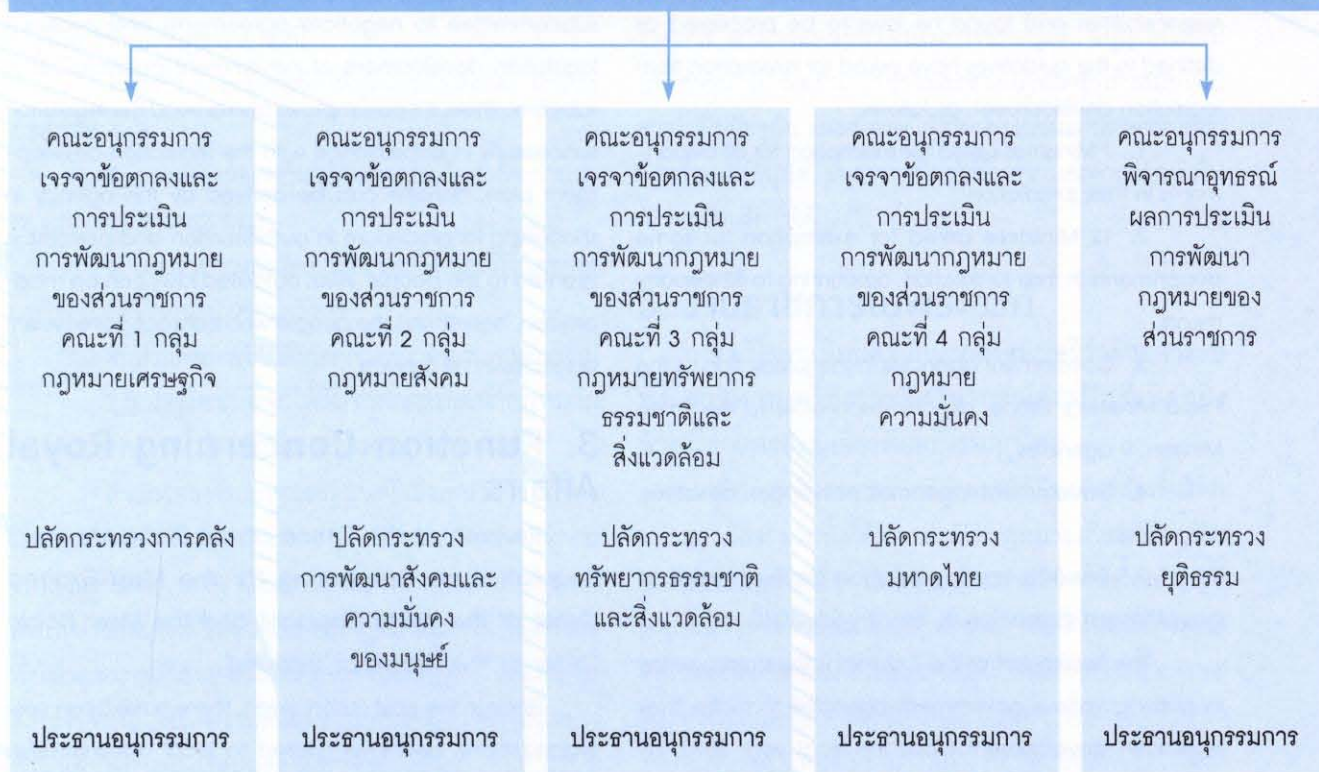 คณะอนุกรรมการ
เจรจาข้อตกลงและ
การประเมิน
การพัฒนากฎหมาย
ของส่วนราชการ
คณะที่ 1 กลุ่ม
กฎหมายเศรษฐกิจ
ปลัดกระทรวงการคลัง
ประธานอนุกรรมการ
คณะอนุกรรมการ
เจรจาข้อตกลงและ
การประเมิน
การพัฒนากฎหมาย
ของส่วนราชการ
คณะที่ 2 กลุ่ม
กฎหมายสังคม
ปลัดกระทรวง
การพัฒนาสังคมและ
ความมั่นคง
ของมนุษย์
ประธานอนุกรรมการ
คณะอนุกรรมการ
เจรจาข้อตกลงและ
การประเมิน
การพัฒนากฎหมาย
ของส่วนราชการ
คณะที่ 3 กลุ่ม
กฎหมายทรัพยากร
ธรรมชาติและ
สิ่งแวดล้อม
ปลัดกระทรวง
ทรัพยากรธรรมชาติ
และสิ่งแวดล้อม
ประธานอนุกรรมการ
คณะอนุกรรมการ
เจรจาข้อตกลงและ
การประเมิน
การพัฒนากฎหมาย
ของส่วนราชการ
คณะที่ 4 กลุ่ม
กฎหมาย
ความมั่นคง
ปลัดกระทรวง
มหาดไทย
ประธานอนุกรรมการ
คณะอนุกรรมการ
พิจารณาอุทธรณ์
ผลการประเมิน
การพัฒนา
กฎหมายของ
ส่วนราชการ
ปลัดกระทรวง
ยุติธรรม
ประธานอนุกรรมการ